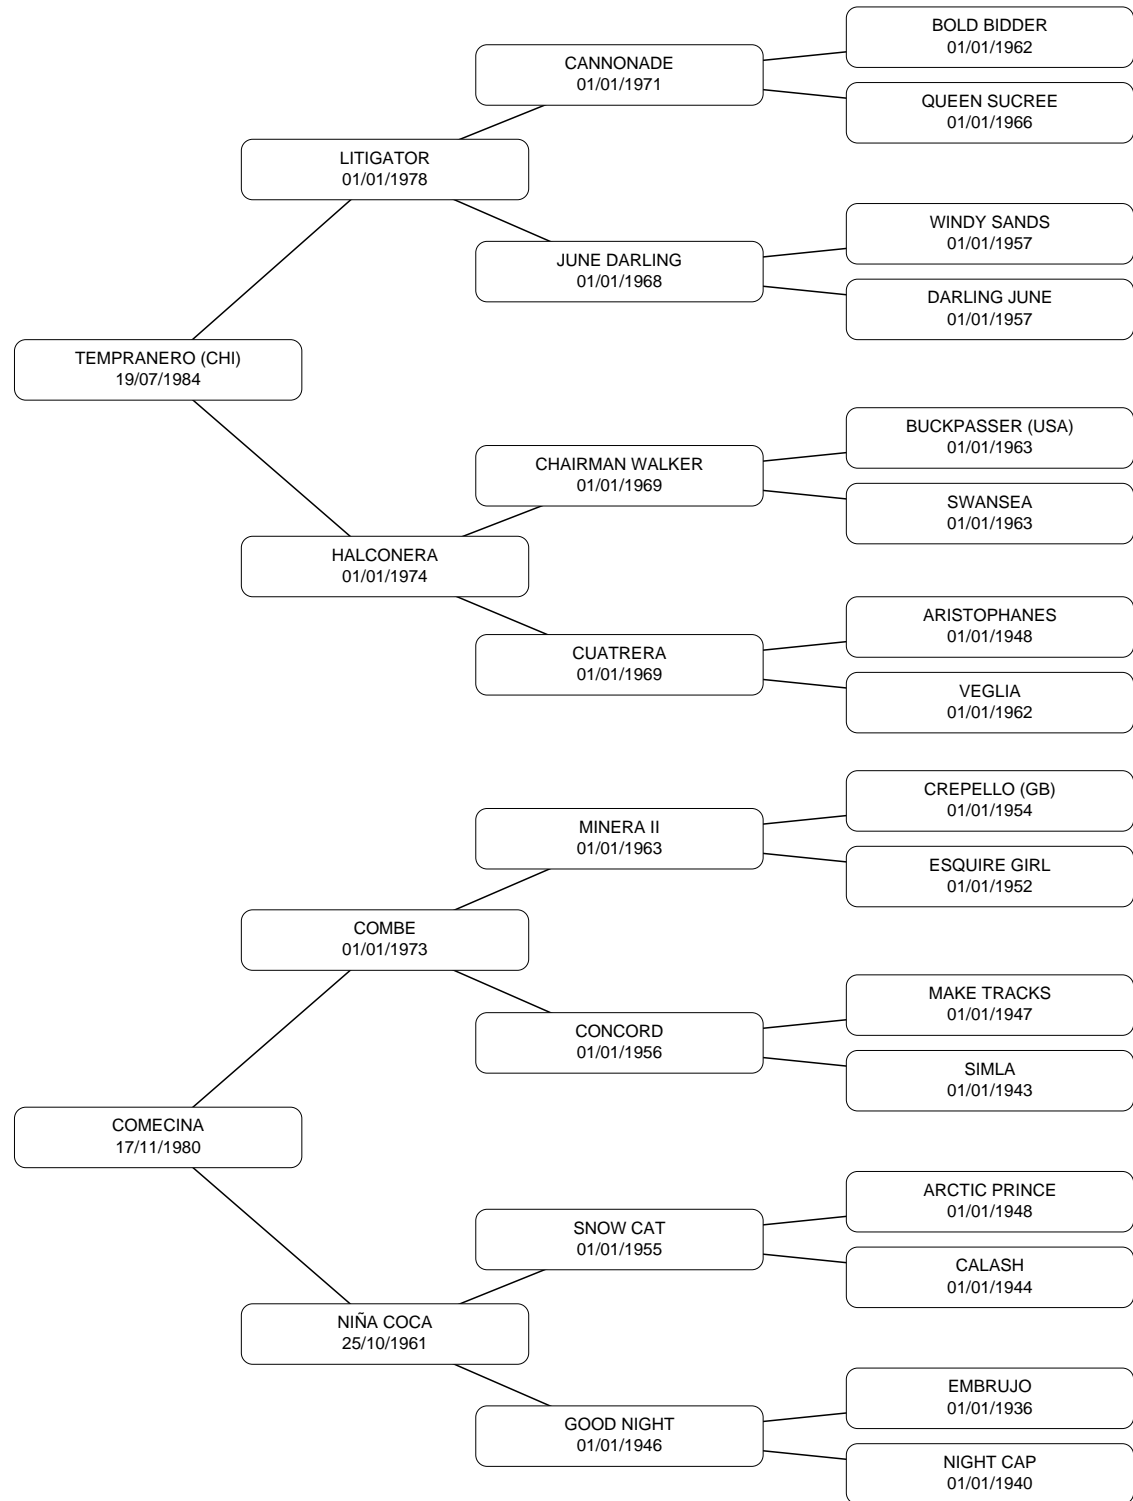 BOLD BIDDER
01/01/1962
CANNONADE
01/01/1971
QUEEN SUCREE
01/01/1966
LITIGATOR
01/01/1978
WINDY SANDS
01/01/1957
JUNE DARLING
01/01/1968
DARLING JUNE
01/01/1957
TEMPRANERO (CHI)
19/07/1984
BUCKPASSER (USA)
01/01/1963
CHAIRMAN WALKER
01/01/1969
SWANSEA
01/01/1963
HALCONERA
01/01/1974
ARISTOPHANES
01/01/1948
CUATRERA
01/01/1969
VEGLIA
01/01/1962
CREPELLO (GB)
01/01/1954
MINERA II
01/01/1963
ESQUIRE GIRL
01/01/1952
COMBE
01/01/1973
MAKE TRACKS
01/01/1947
CONCORD
01/01/1956
SIMLA
01/01/1943
COMECINA
17/11/1980
ARCTIC PRINCE
01/01/1948
SNOW CAT
01/01/1955
CALASH
01/01/1944
NIÑA COCA
25/10/1961
EMBRUJO
01/01/1936
GOOD NIGHT
01/01/1946
NIGHT CAP
01/01/1940